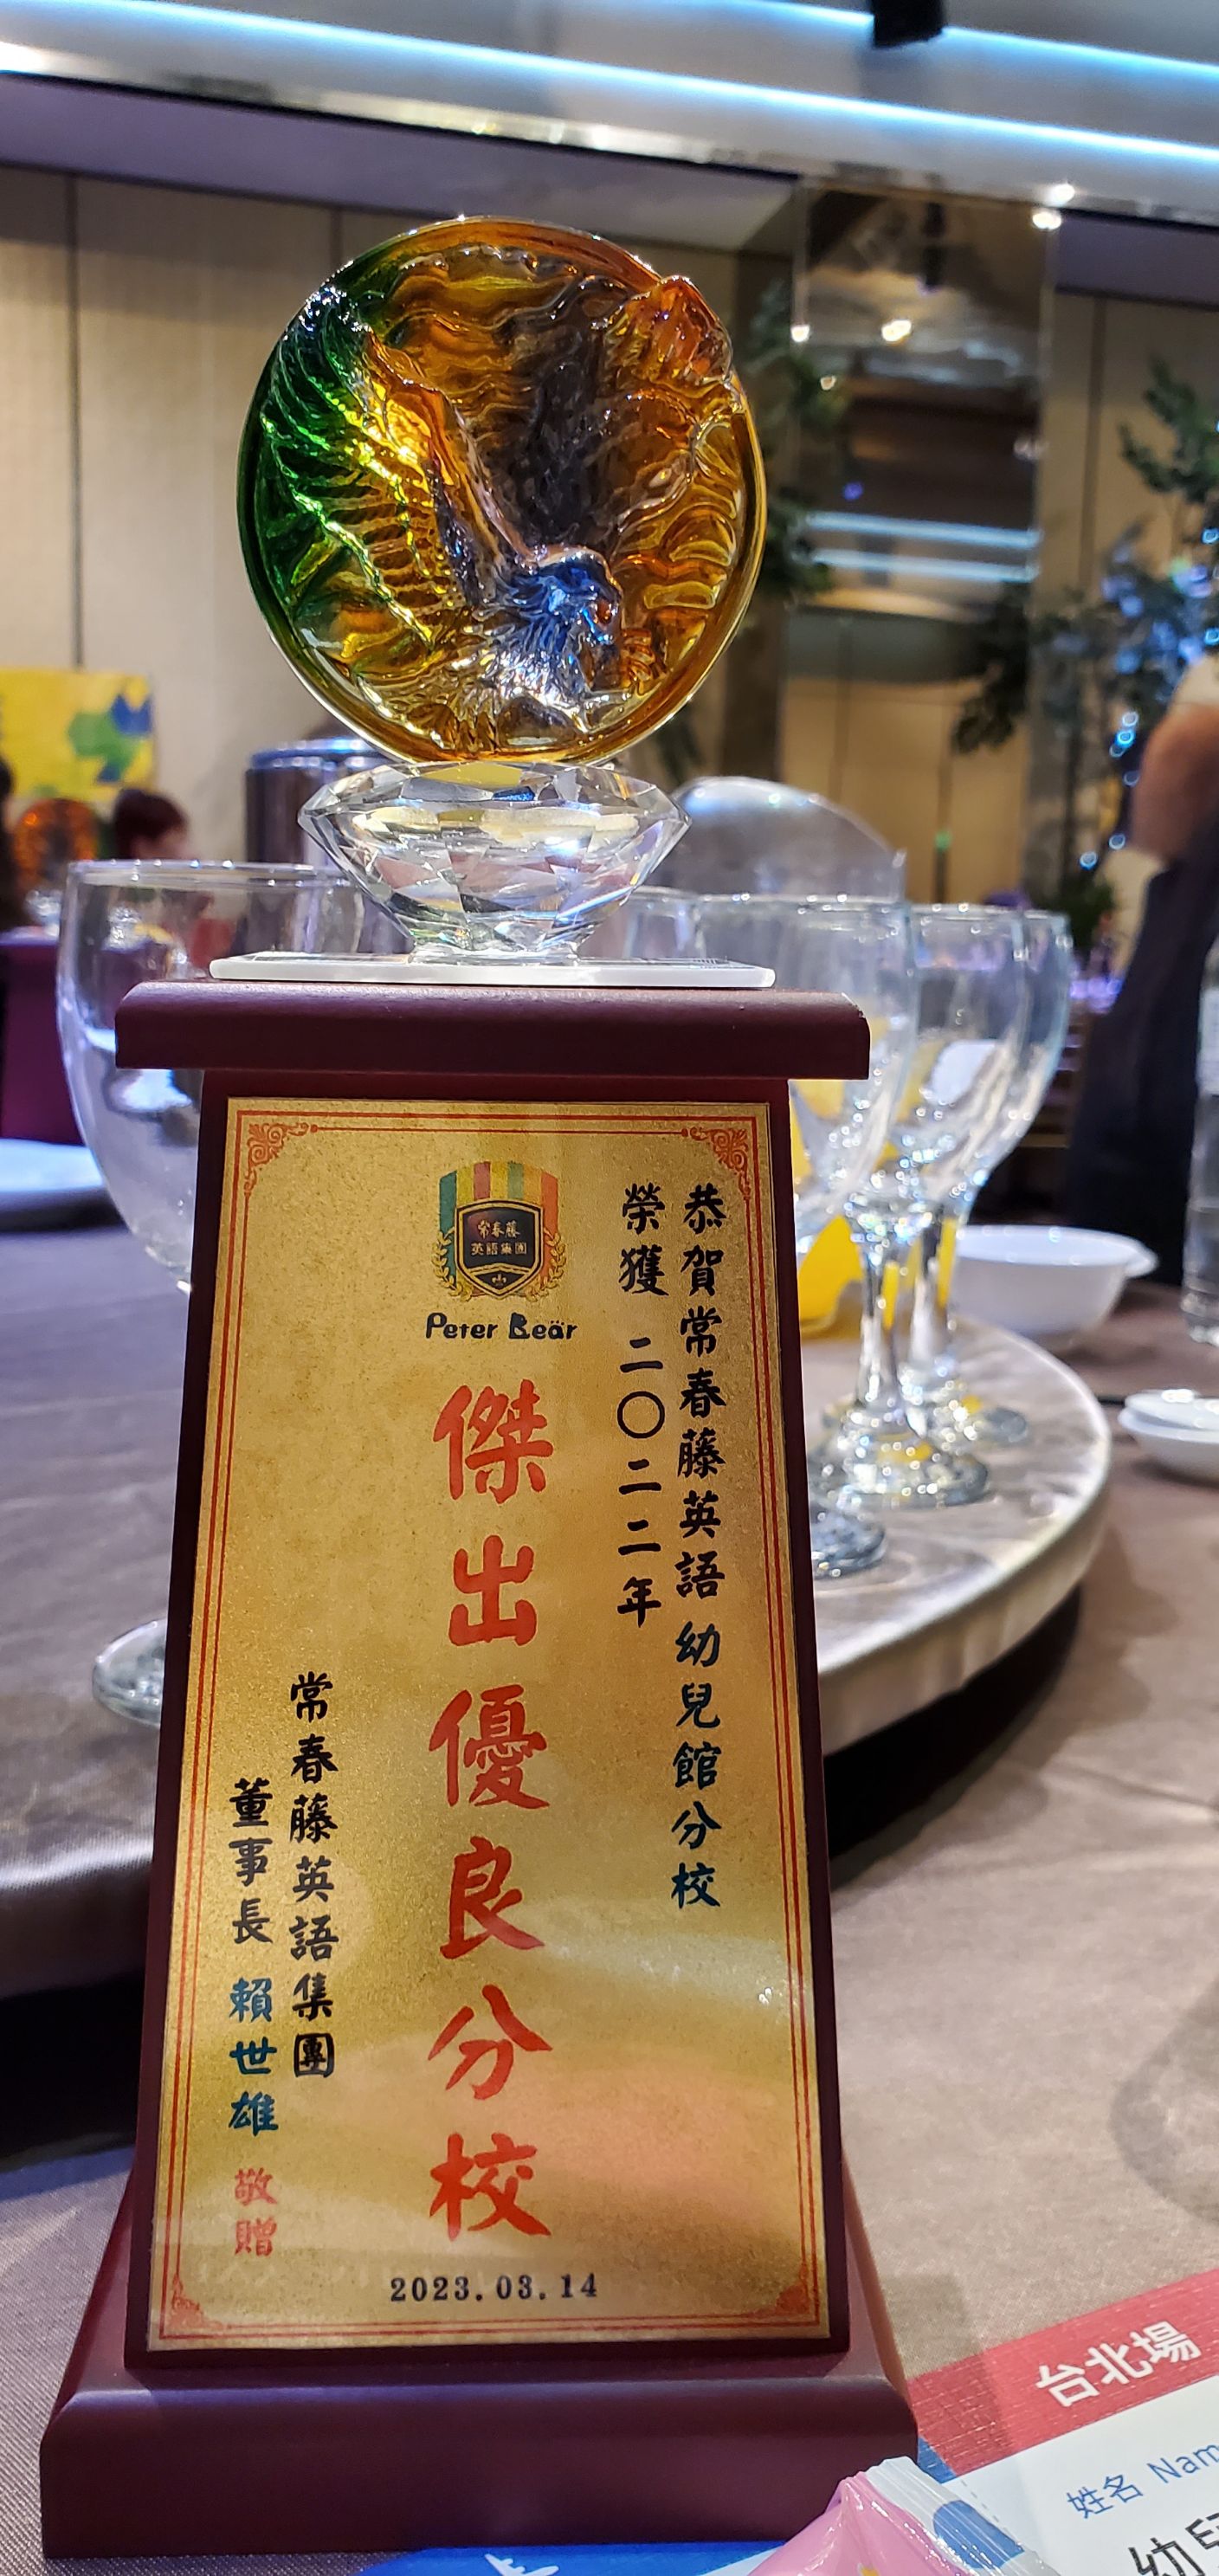 常春藤
英語集團
Peter Bear
恭賀常春藤英語幼兒館分校
榮獲 二〇二二年
傑出優良分校
常春藤英語集團
董事長 賴世雄 敬贈
2023.03.14
台北場
姓名 Nam
幼